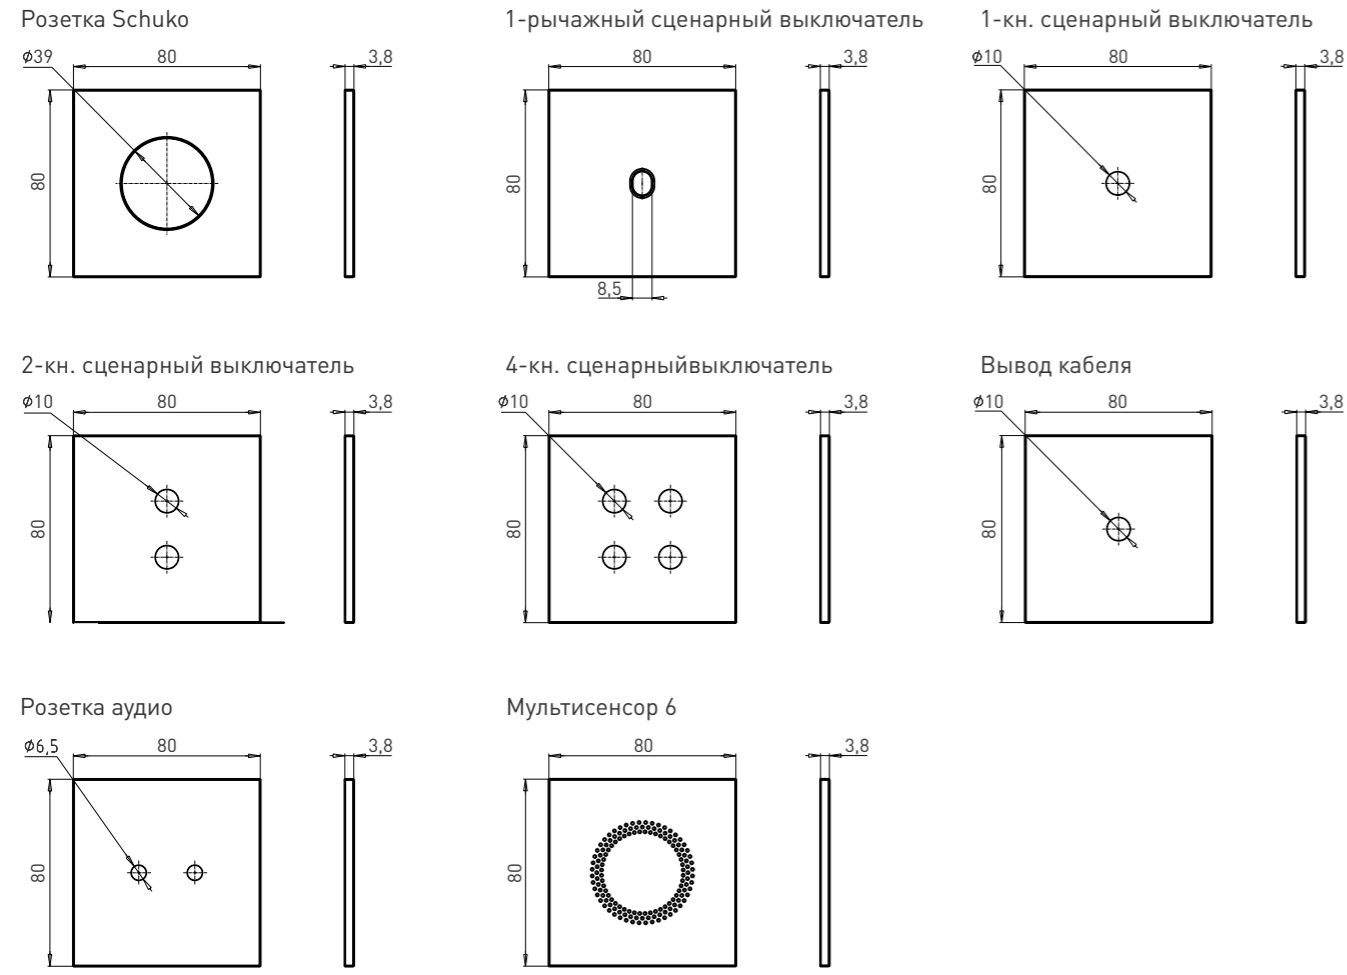 Розетка Schuko
1-рычажный сценарный выключатель
1-кн. сценарный выключатель
ϕ39
80
3,8
80
80
3,8
80
8,5
ϕ10
80
3,8
80
2-кн. сценарный выключатель
4-кн. сценарныйвыключатель
Вывод кабеля
ϕ10
80
3,8
80
ϕ10
80
3,8
80
ϕ10
80
3,8
80
Розетка аудио
Мультисенсор 6
ϕ6,5
80
3,8
80
80
3,8
80